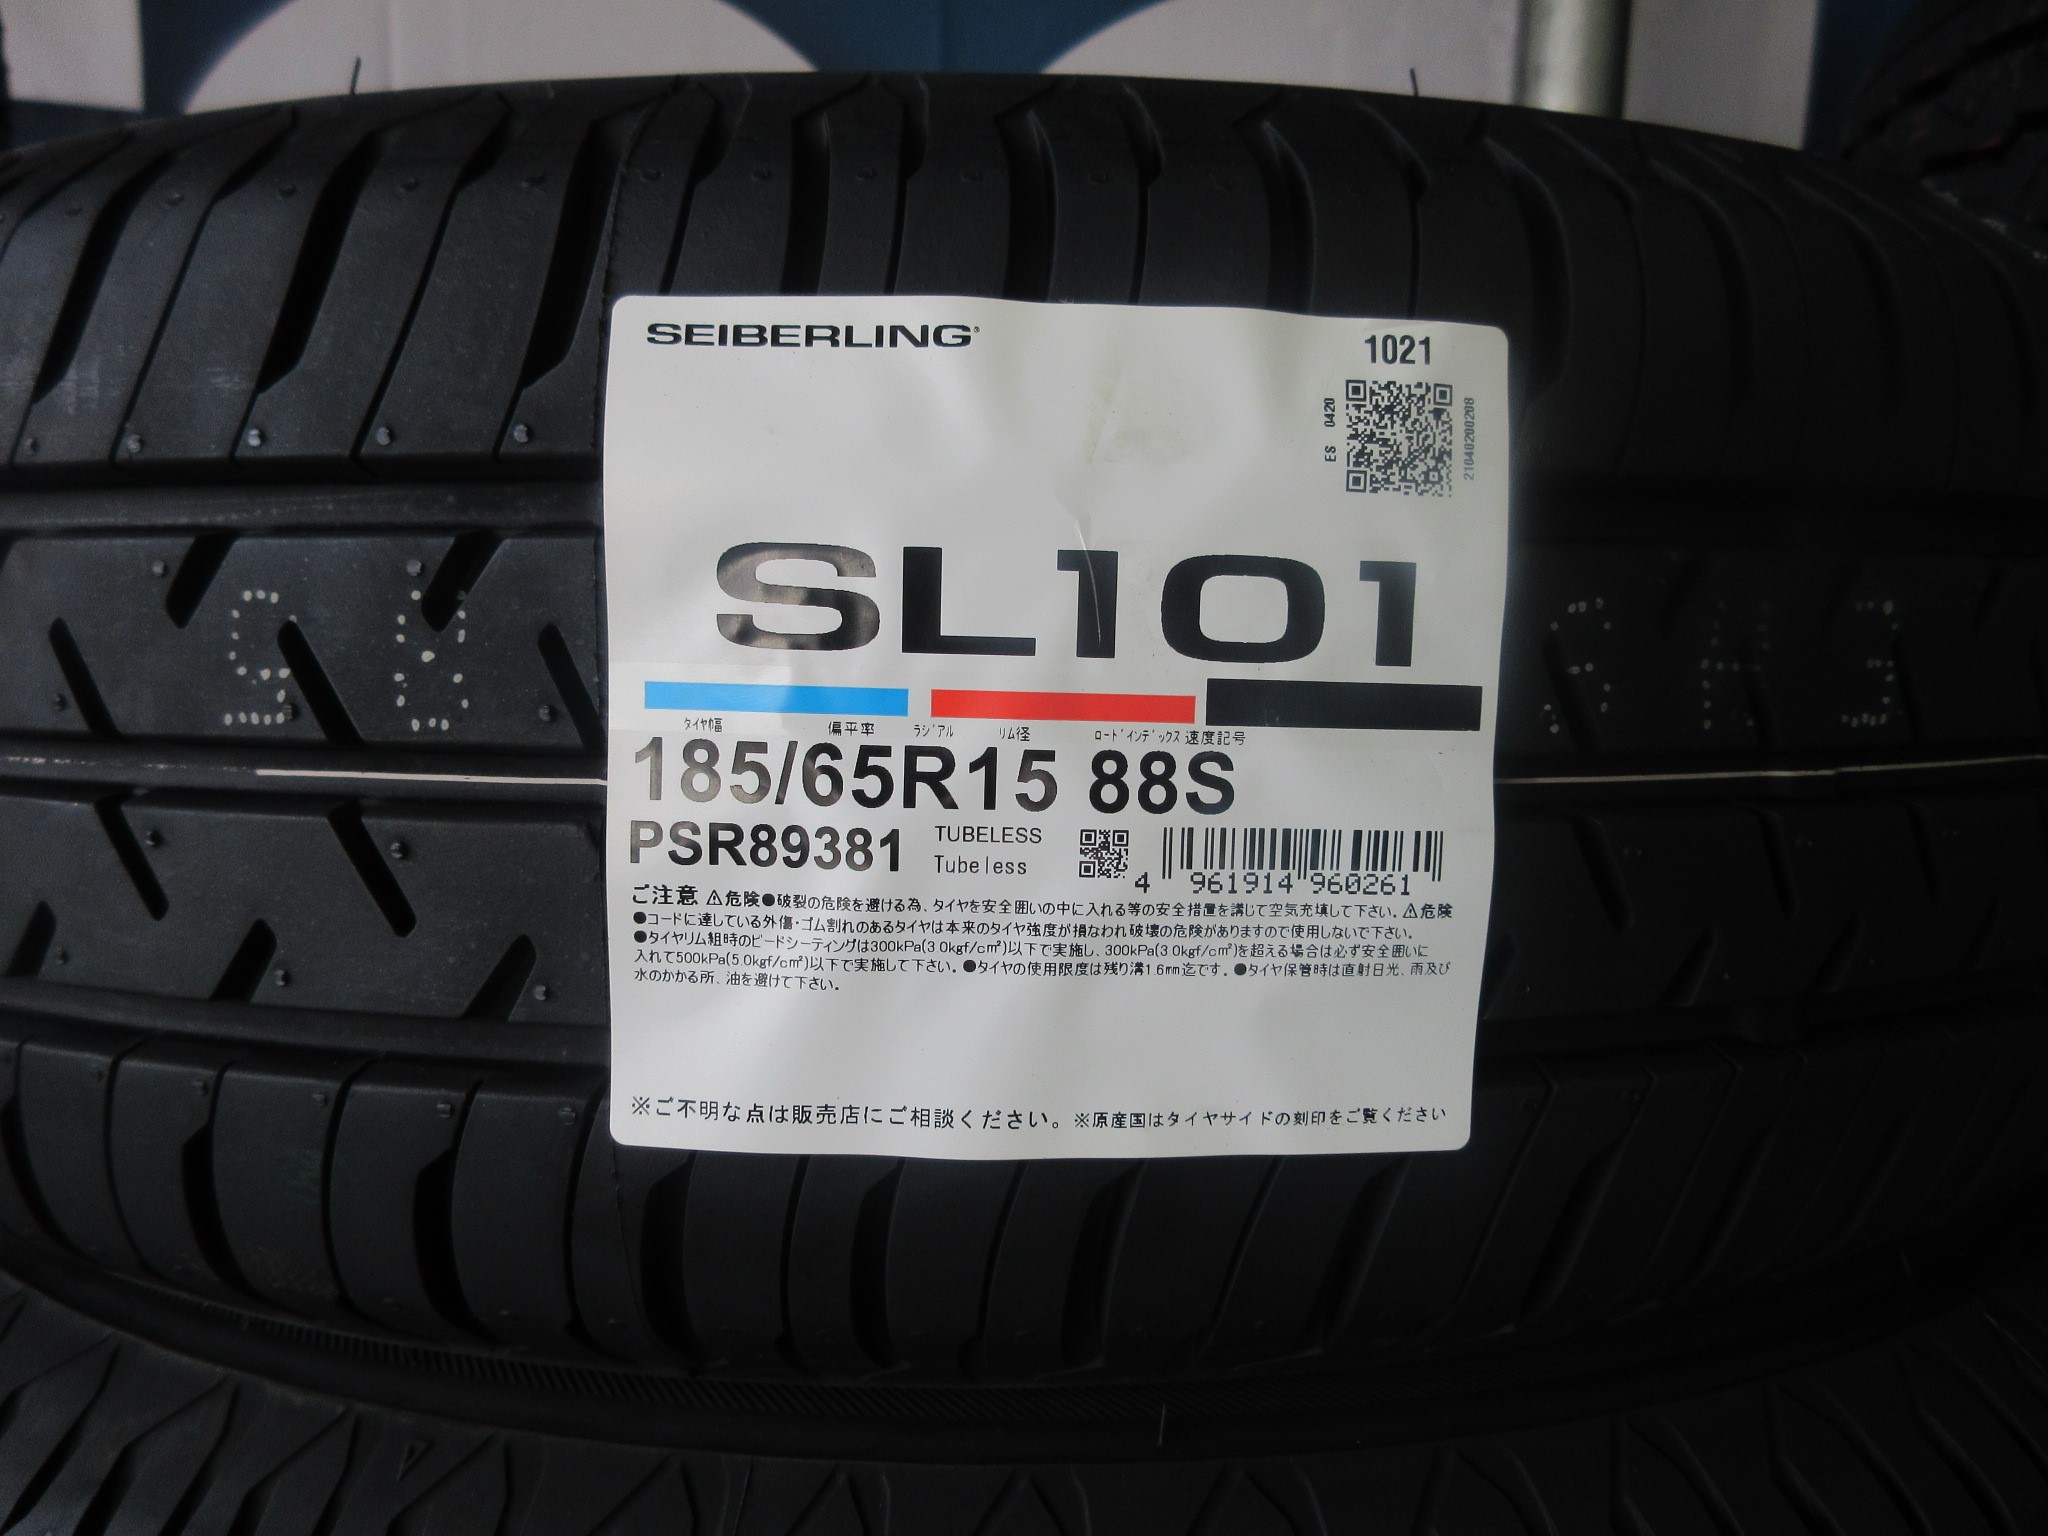 SEIBERLING®
1021
ES 0420
21040200208
SL101
タイヤ幅 偏平率 ラジアル リム径 ロードインデックス 速度記号
185/65R15 88S
PSR89381
TUBELESS
Tubeless
4 961914 960261
ご注意 ⚠危険●破裂の危険を避ける為、タイヤを安全囲いの中に入れる等の安全措置を講じて空気充填して下さい。⚠危険
●コードに達している外傷・ゴム割れのあるタイヤは本来のタイヤ強度が損なわれ破壊の危険がありますので使用しないで下さい。
●タイヤリム組時のビードシーティングは300kPa(3.0kgf/c㎡)以下で実施し、300kPa(3.0kgf/c㎡)を超える場合は必ず安全囲いに
入れて500kPa(5.0kgf/c㎡)以下で実施して下さい。●タイヤの使用限度は残り溝1.6mm迄です。●タイヤ保管時は直射日光、雨及び
水のかかる所、油を避けて下さい。
※ご不明な点は販売店にご相談ください。※原産国はタイヤサイドの刻印をご覧ください